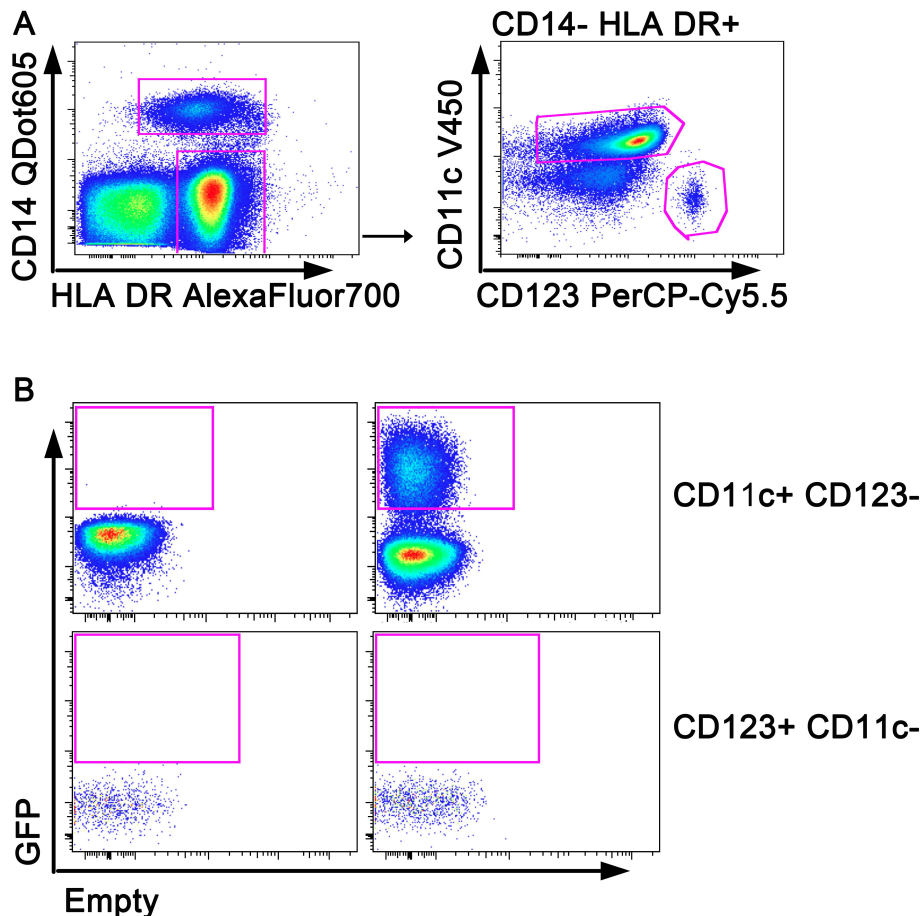 A
CD14 QDot605
HLA DR AlexaFluor700
CD14- HLA DR+
CD11c V450
CD123 PerCP-Cy5.5
B
CD11c+ CD123-
CD123+ CD11c-
GFP
Empty